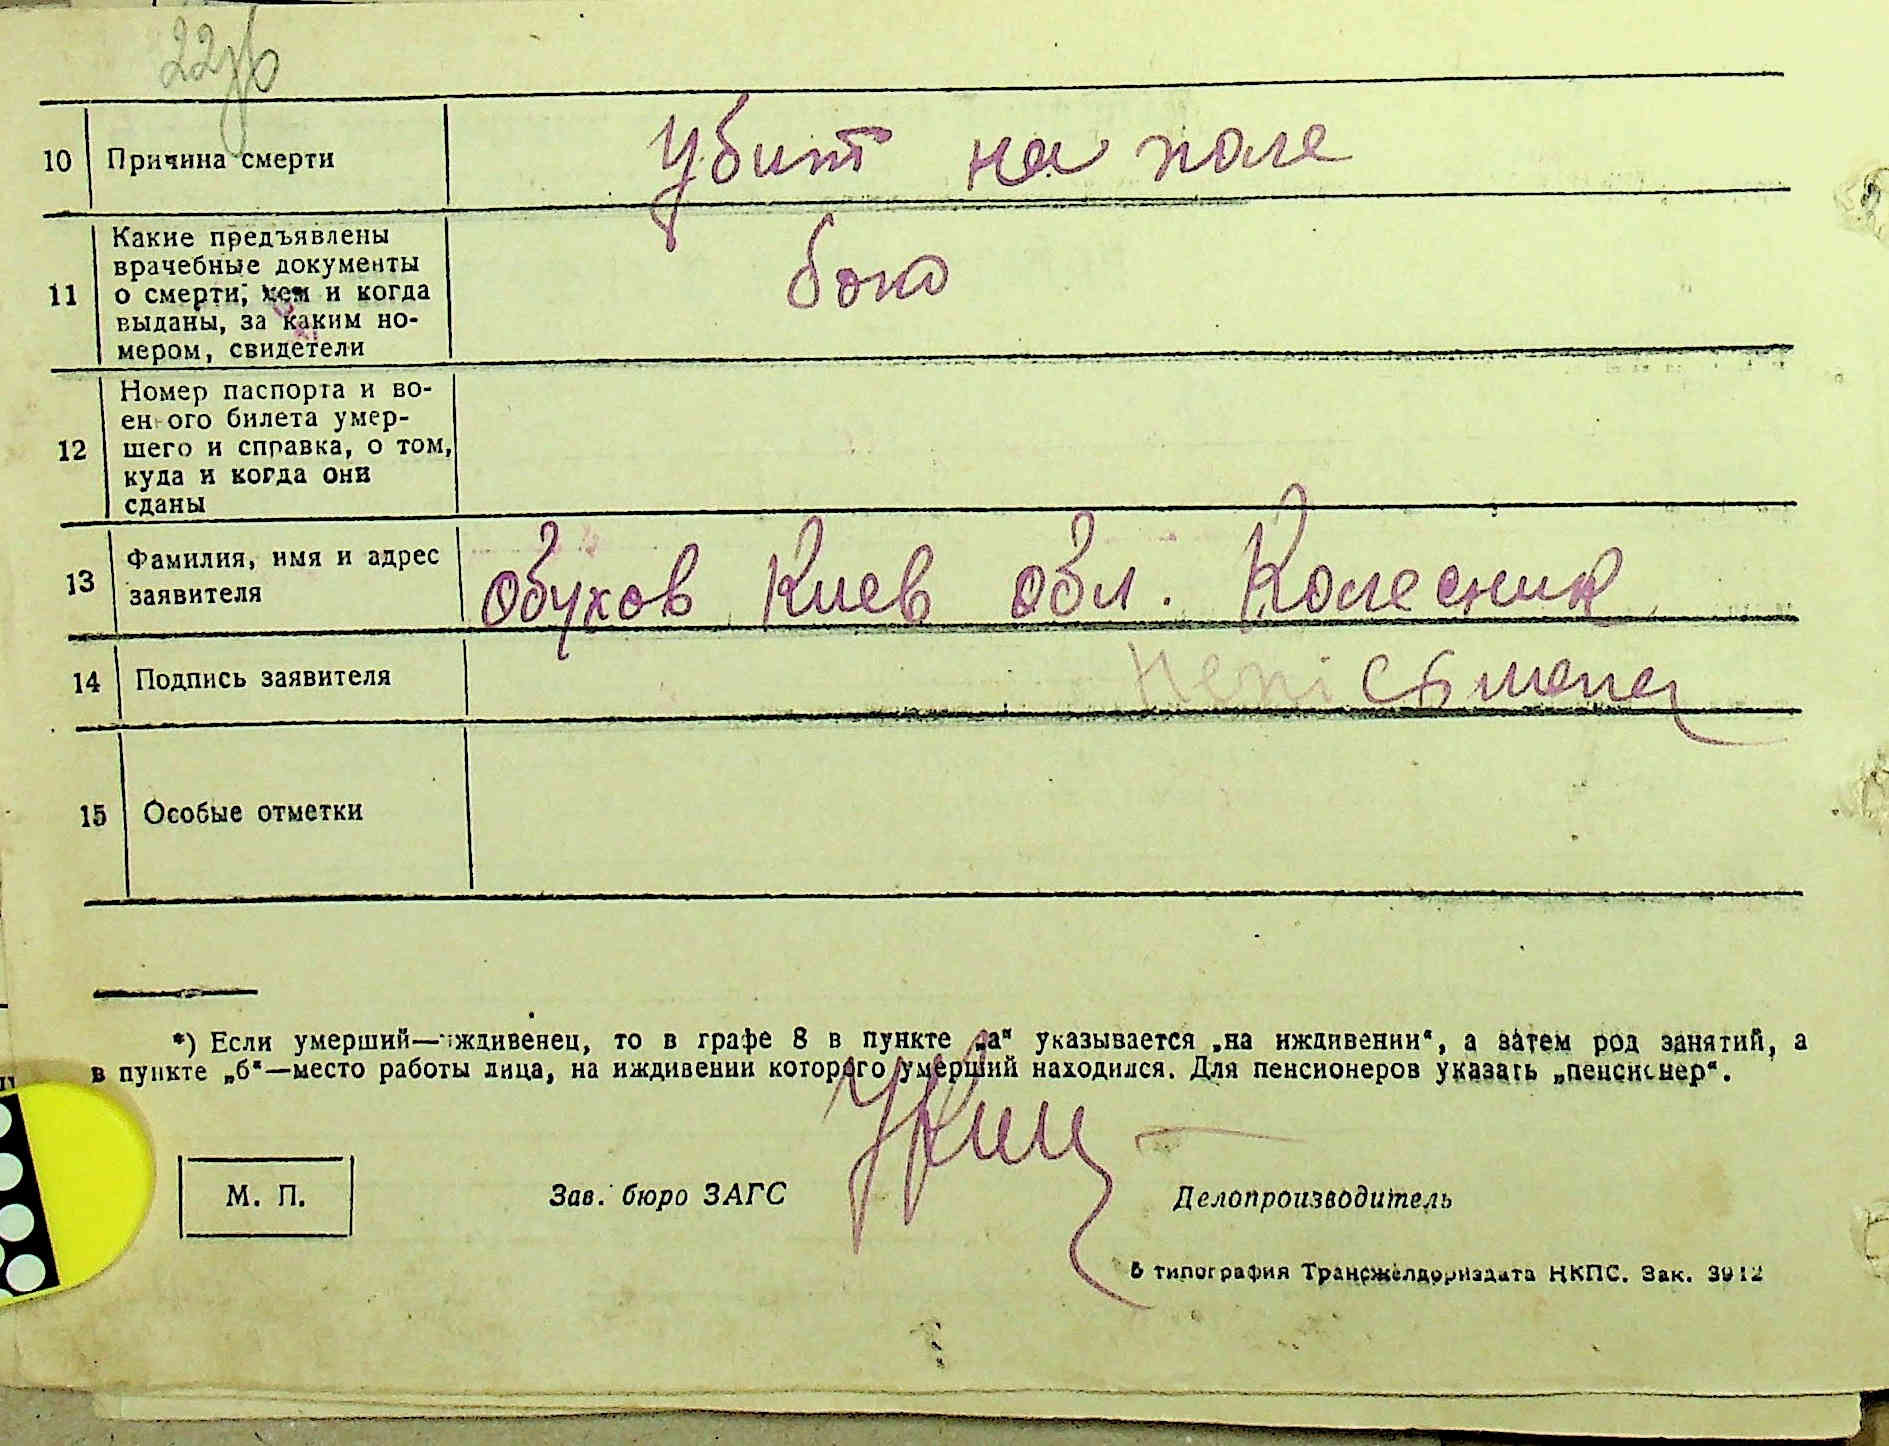 10 Причина смерти Убит на поле
11 Какие предъявлены
врачебные документы бою
о смерти, кем и когда
выданы, за каким но-
мером, свидетели
12 Номер паспорта и во-
енного билета умер-
шего и справка, о том,
куда и когда они
сданы
13 Фамилия, имя и адрес
заявителя Обухов Киев обл. Колесник
14 Подпись заявителя
15 Особые отметки
*) Если умерший—иждивенец, то в графе 8 в пункте „а“ указывается „на иждивении“, а затем род занятий, а
в пункте „б“—место работы лица, на иждивении которого умерший находился. Для пенсионеров указать „пенсионер“.
М. П. Зав. бюро ЗАГС Делопроизводитель
6 типография Трансжелдориздата НКПС. Зак. 3912